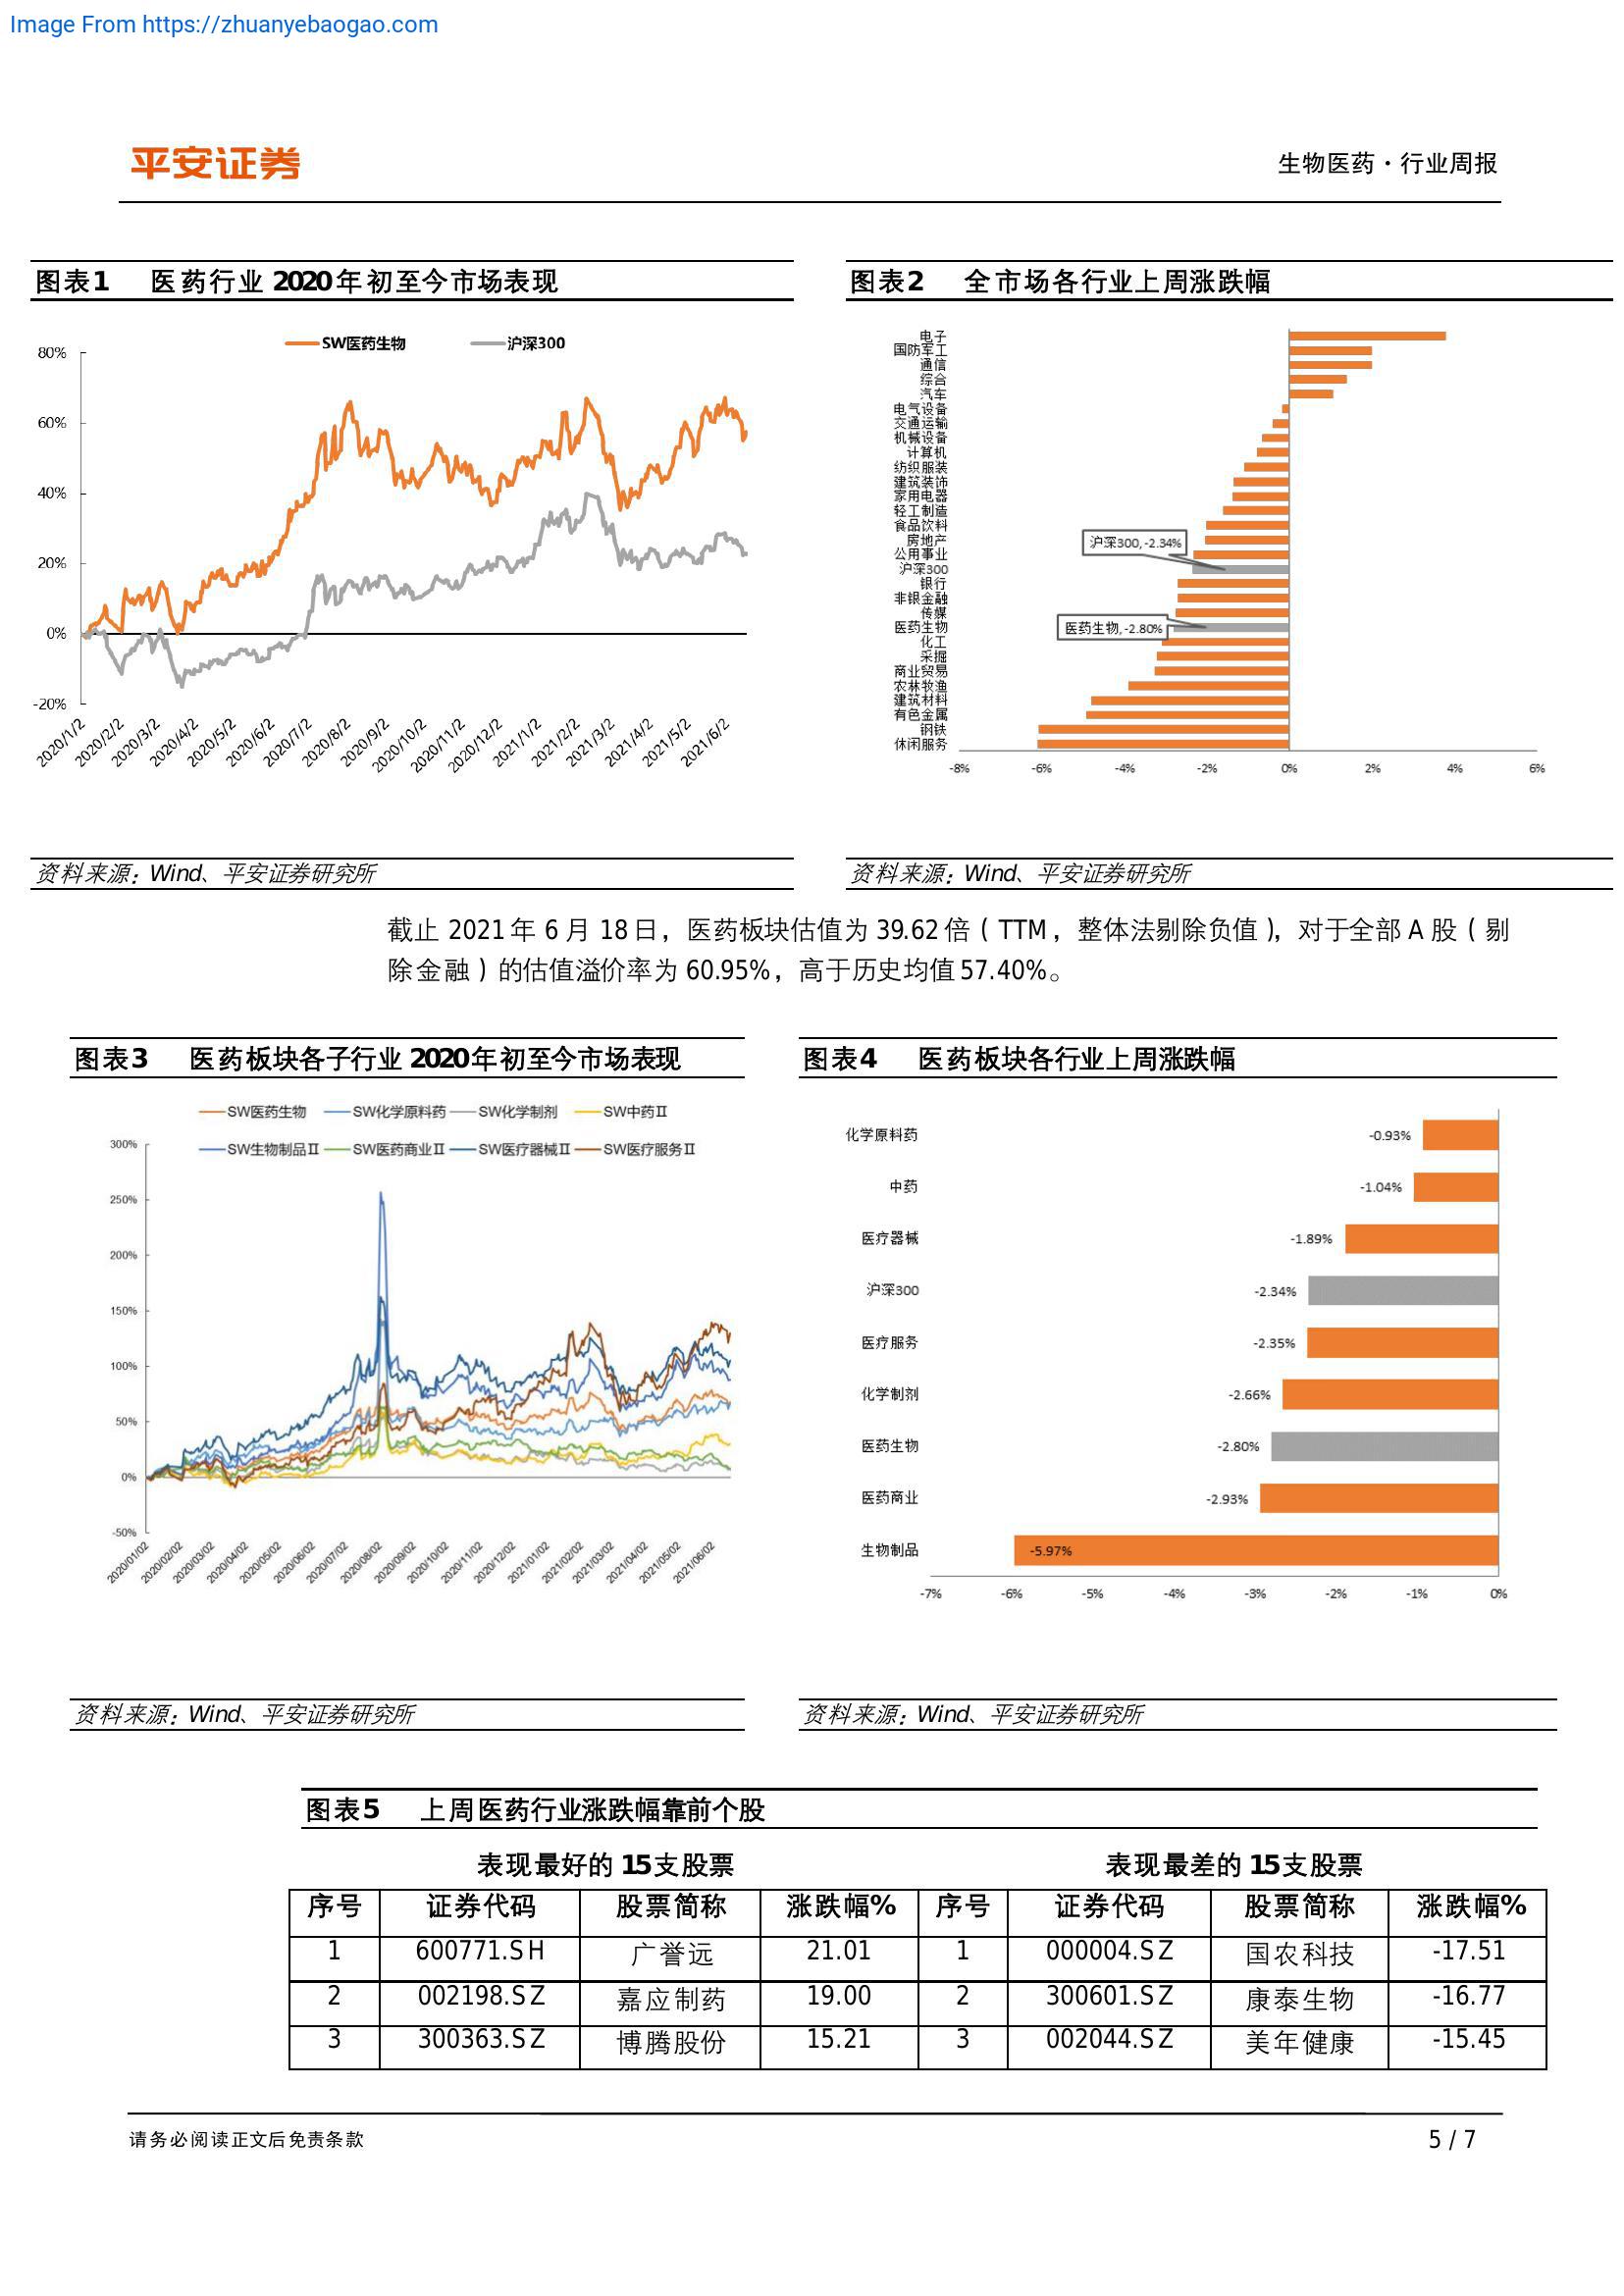 Image From https://zhuanyebaogao.com
平安证券
生物医药·行业周报
图表1 医药行业 2020年初至今市场表现
SW医药生物 沪深300
80%
60%
40%
20%
0%
-20%
2020/1/2 2020/2/2 2020/3/2 2020/4/2 2020/5/2 2020/6/2 2020/7/2 2020/8/2 2020/9/2 2020/10/2 2020/11/2 2020/12/2 2021/1/2 2021/2/2 2021/3/2 2021/4/2 2021/5/2 2021/6/2
资料来源：Wind、平安证券研究所
图表2 全市场各行业上周涨跌幅
电子
国防军工
通信
综合
汽车
电气设备
交通运输
机械设备
计算机
纺织服装
建筑装饰
家用电器
轻工制造
食品饮料
房地产
沪深300, -2.34%
公用事业
沪深300
银行
非银金融
传媒
医药生物
医药生物, -2.80%
化工
采掘
商业贸易
农林牧渔
建筑材料
有色金属
钢铁
休闲服务
-8% -6% -4% -2% 0% 2% 4% 6%
资料来源：Wind、平安证券研究所
截止 2021年 6月 18日，医药板块估值为 39.62倍（TTM，整体法剔除负值），对于全部 A 股（剔
除金融）的估值溢价率为 60.95%，高于历史均值57.40%。
图表3 医药板块各子行业 2020年初至今市场表现
SW医药生物 SW化学原料药 SW化学制剂 SW中药Ⅱ
SW生物制品Ⅱ SW医药商业Ⅱ SW医疗器械Ⅱ SW医疗服务Ⅱ
300%
250%
200%
150%
100%
50%
0%
-50%
2020/01/02 2020/02/02 2020/03/02 2020/04/02 2020/05/02 2020/06/02 2020/07/02 2020/08/02 2020/09/02 2020/10/02 2020/11/02 2020/12/02 2021/01/02 2021/02/02 2021/03/02 2021/04/02 2021/05/02 2021/06/02
资料来源：Wind、平安证券研究所
图表4 医药板块各行业上周涨跌幅
化学原料药 -0.93%
中药 -1.04%
医疗器械 -1.89%
沪深300 -2.34%
医疗服务 -2.35%
化学制剂 -2.66%
医药生物 -2.80%
医药商业 -2.93%
生物制品 -5.97%
-7% -6% -5% -4% -3% -2% -1% 0%
资料来源：Wind、平安证券研究所
图表5 上周医药行业涨跌幅靠前个股
表现最好的 15支股票 表现最差的 15支股票
序号 证券代码 股票简称 涨跌幅% 序号 证券代码 股票简称 涨跌幅%
1 600771.SH 广誉远 21.01 1 000004.SZ 国农科技 -17.51
2 002198.SZ 嘉应制药 19.00 2 300601.SZ 康泰生物 -16.77
3 300363.SZ 博腾股份 15.21 3 002044.SZ 美年健康 -15.45
请务必阅读正文后免责条款
5 / 7